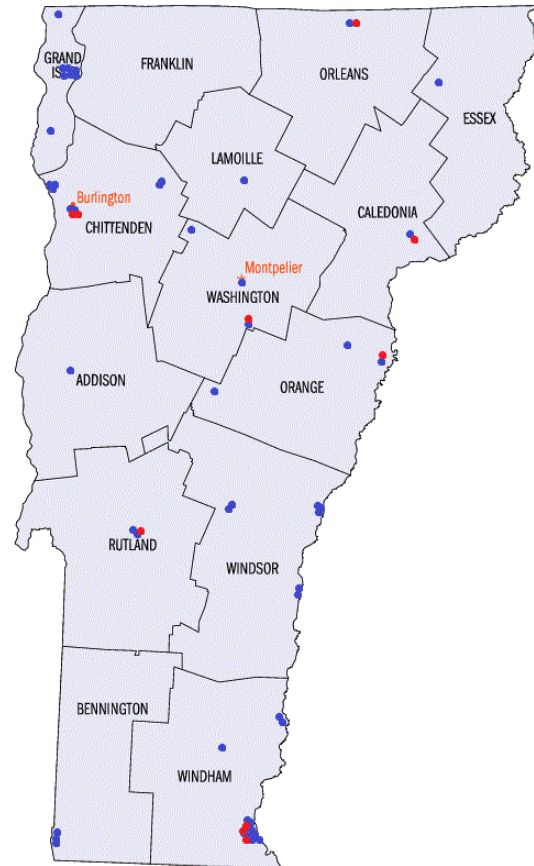 GRAND
ISLE
FRANKLIN
ORLEANS
ESSEX
LAMOILLE
Burlington
CHITTENDEN
CALEDONIA
Montpelier
WASHINGTON
ADDISON
ORANGE
RUTLAND
WINDSOR
BENNINGTON
WINDHAM